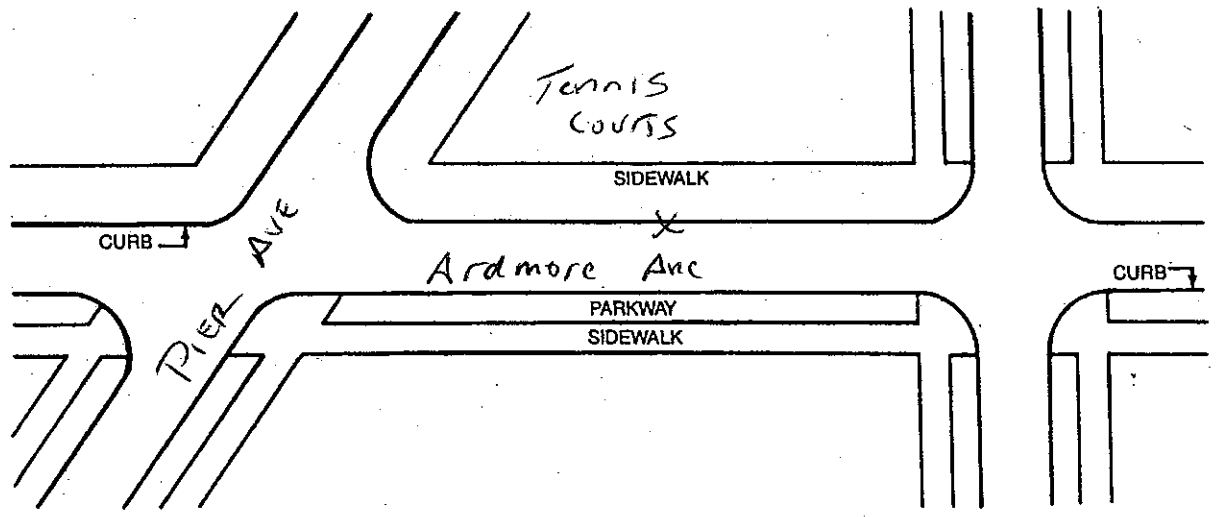 Tennis
Courts
SIDEWALK
X
CURB
PIER AVE
Ardmore Ave
CURB
PARKWAY
SIDEWALK